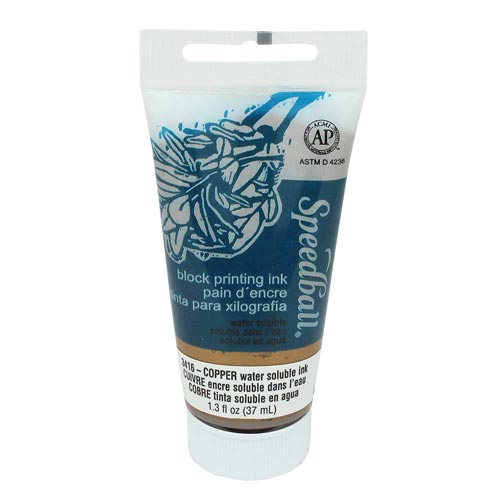 ACMI
AP
ASTM D 4236
Speedball.
block printing ink
pain d'encre
tinta para xilografía
water soluble
soluble dans l'eau
soluble en agua
3416 – COPPER water soluble ink
CUIVRE encre soluble dans l'eau
COBRE tinta soluble en agua
1.3 fl oz (37 mL)